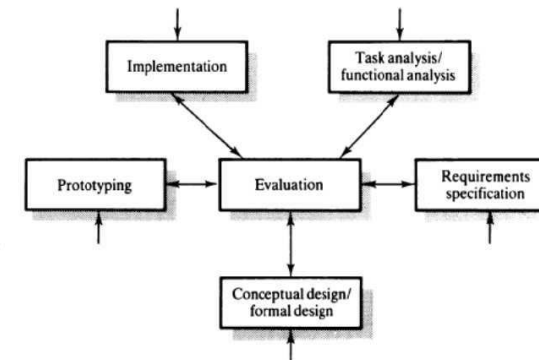 Implementation
Task analysis/
functional analysis
Prototyping
Evaluation
Requirements
specification
Conceptual design/
formal design